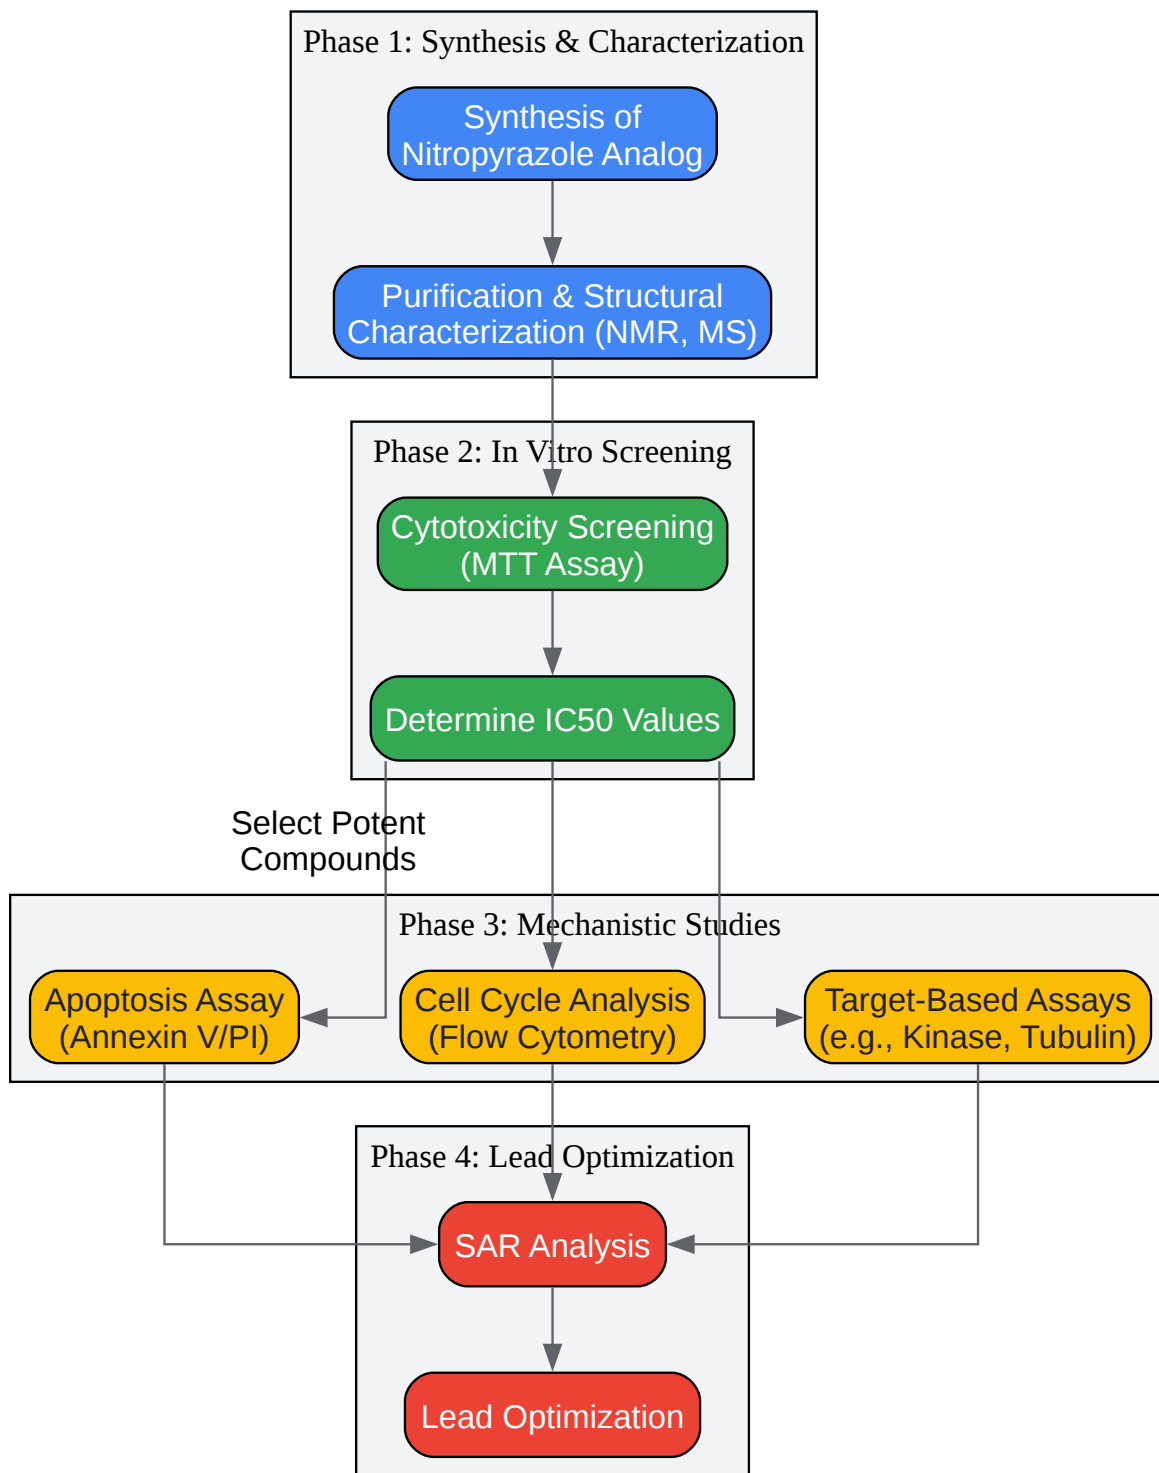 Phase 1: Synthesis & Characterization
Synthesis of
Nitropyrazole Analog
Purification & Structural
Characterization (NMR, MS)
Phase 2: In Vitro Screening
Cytotoxicity Screening
(MTT Assay)
Determine IC50 Values
Select Potent
Compounds
Phase 3: Mechanistic Studies
Apoptosis Assay
(Annexin V/PI)
Cell Cycle Analysis
(Flow Cytometry)
Target-Based Assays
(e.g., Kinase, Tubulin)
Phase 4: Lead Optimization
SAR Analysis
Lead Optimization